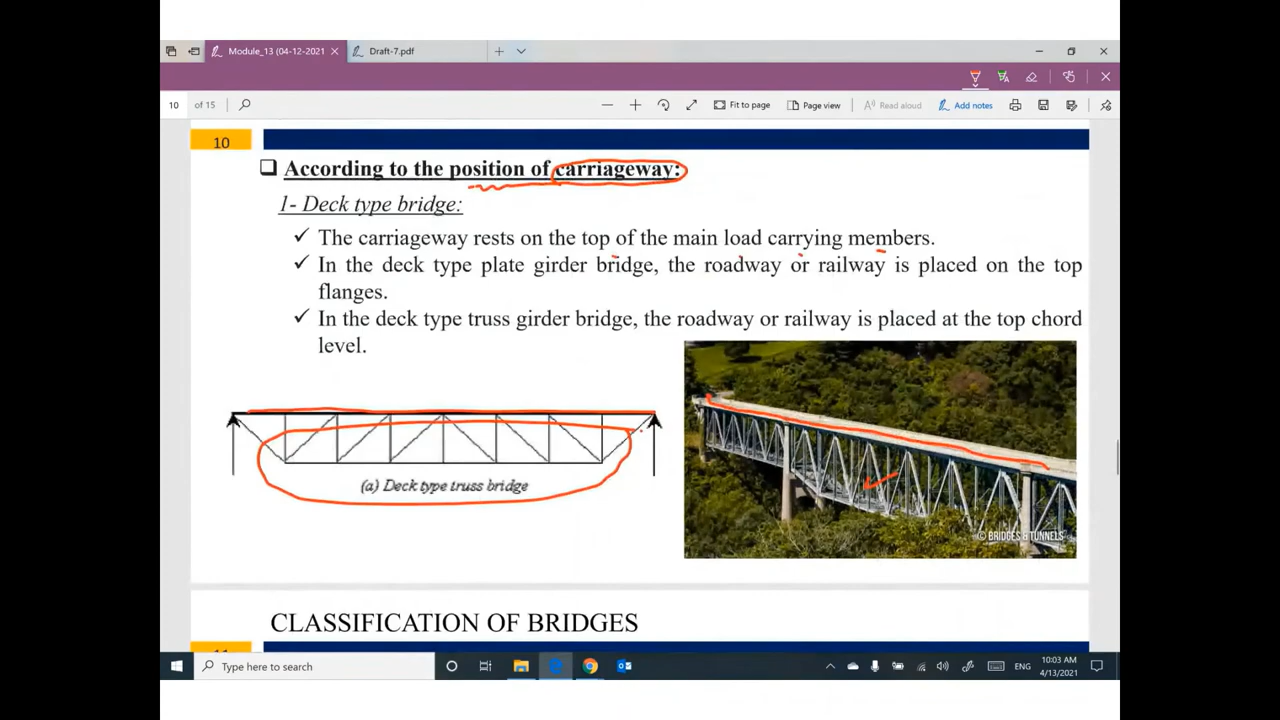 Module_13 (04-12-2021
Draft-7.pdf
10
of 15
Fit to page
Page view
Read aloud
Add notes
10
According to the position of carriageway:
1- Deck type bridge:
The carriageway rests on the top of the main load carrying members.
In the deck type plate girder bridge, the roadway or railway is placed on the top
flanges.
In the deck type truss girder bridge, the roadway or railway is placed at the top chord
level.
(a) Deck type truss bridge
© BRIDGES & TUNNELS
CLASSIFICATION OF BRIDGES
11
Type here to search
ENG
10:03 AM
4/13/2021